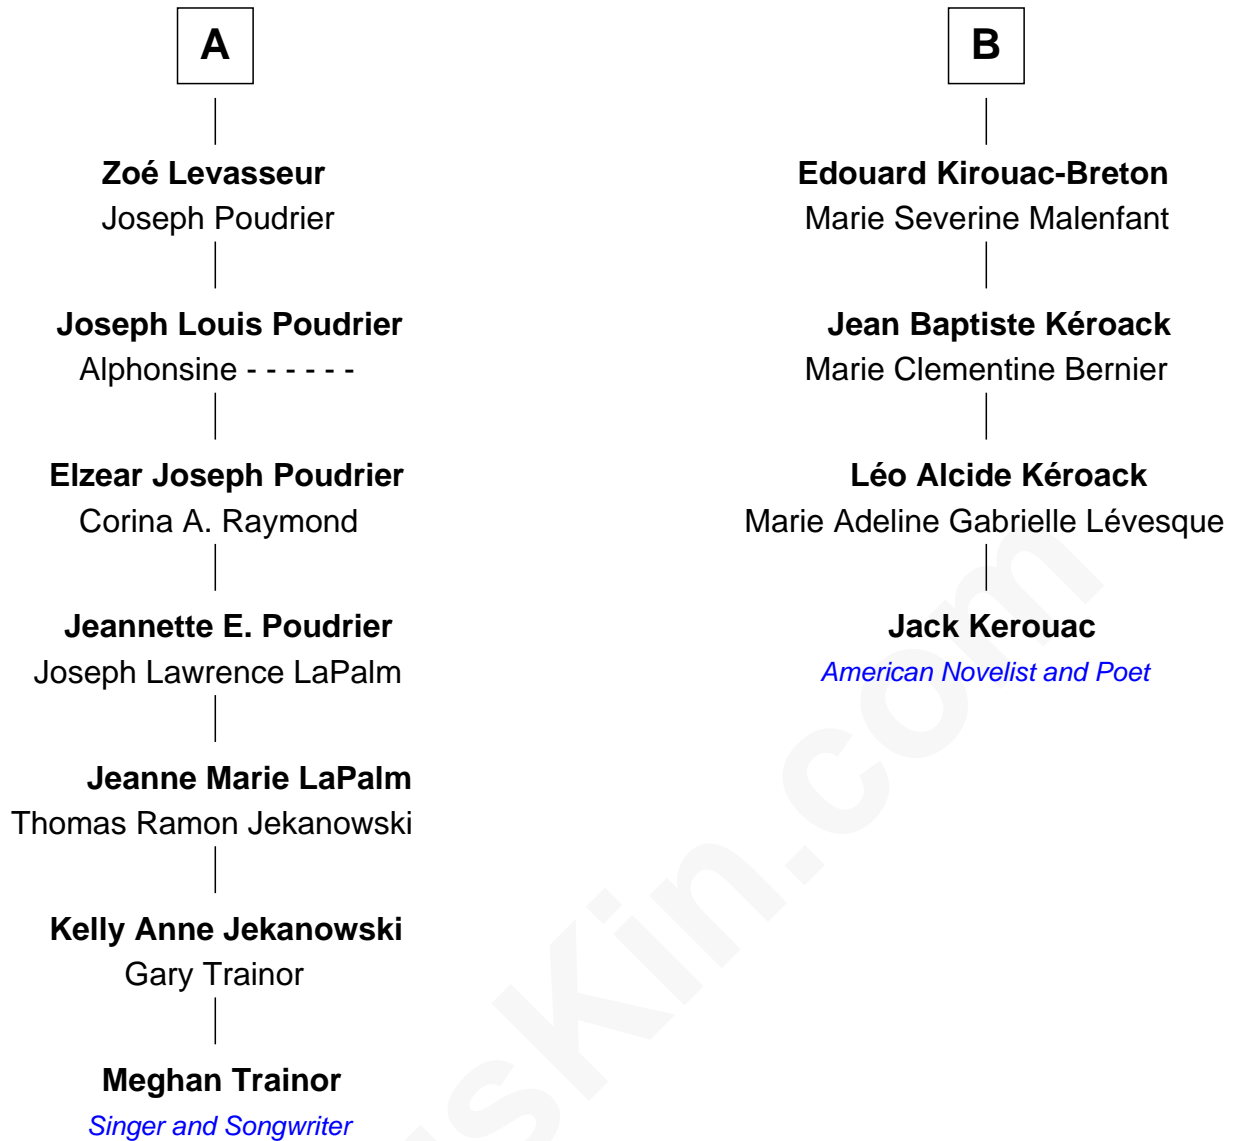 A
Zoé Levasseur
Joseph Poudrier
Joseph Louis Poudrier
Alphonsine - - - - - -
Elzear Joseph Poudrier
Corina A. Raymond
Jeannette E. Poudrier
Joseph Lawrence LaPalm
Jeanne Marie LaPalm
Thomas Ramon Jekanowski
Kelly Anne Jekanowski
Gary Trainor
Meghan Trainor
Singer and Songwriter
B
Edouard Kirouac-Breton
Marie Severine Malenfant
Jean Baptiste Kéroack
Marie Clementine Bernier
Léo Alcide Kéroack
Marie Adeline Gabrielle Lévesque
Jack Kerouac
American Novelist and Poet
usKin.com